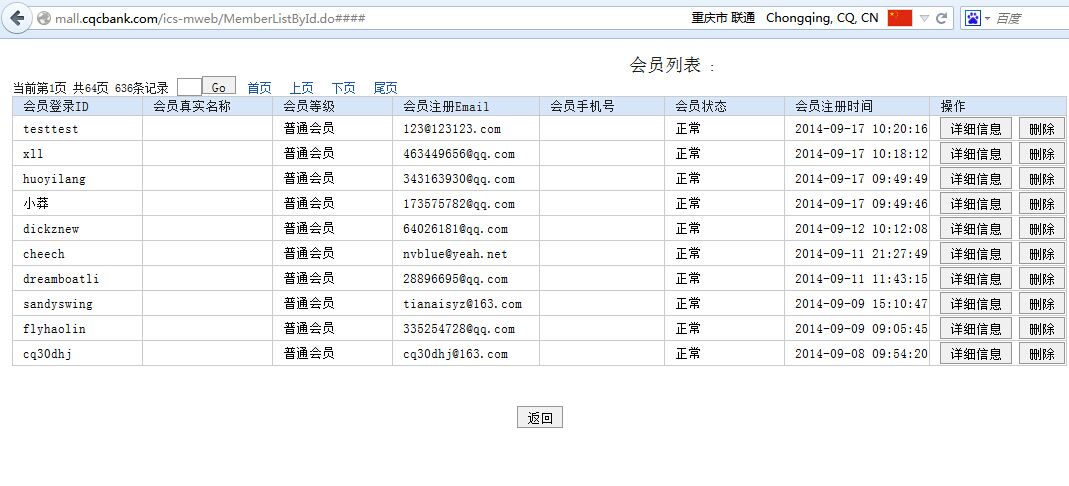 mall.cqcbank.com/ics-mweb/MemberListById.do#### 重庆市 联通 Chongqing, CQ, CN 百度
会员列表 :
当前第1页 共64页 636条记录 Go 首页 上页 下页 尾页
会员登录ID 会员真实名称 会员等级 会员注册Email 会员手机号 会员状态 会员注册时间 操作
testtest 普通会员 123@123123.com 正常 2014-09-17 10:20:16 详细信息 删除
xll 普通会员 463449656@qq.com 正常 2014-09-17 10:18:12 详细信息 删除
huoyilang 普通会员 343163930@qq.com 正常 2014-09-17 09:49:49 详细信息 删除
小莽 普通会员 173575782@qq.com 正常 2014-09-17 09:49:46 详细信息 删除
dickznew 普通会员 64026181@qq.com 正常 2014-09-12 10:12:08 详细信息 删除
cheech 普通会员 nvblue@yeah.net 正常 2014-09-11 21:27:49 详细信息 删除
dreamboatli 普通会员 28896695@qq.com 正常 2014-09-11 11:43:15 详细信息 删除
sandyswing 普通会员 tianaisyz@163.com 正常 2014-09-09 15:10:47 详细信息 删除
flyhaolin 普通会员 335254728@qq.com 正常 2014-09-09 09:05:45 详细信息 删除
cq30dhj 普通会员 cq30dhj@163.com 正常 2014-09-08 09:54:20 详细信息 删除
返回